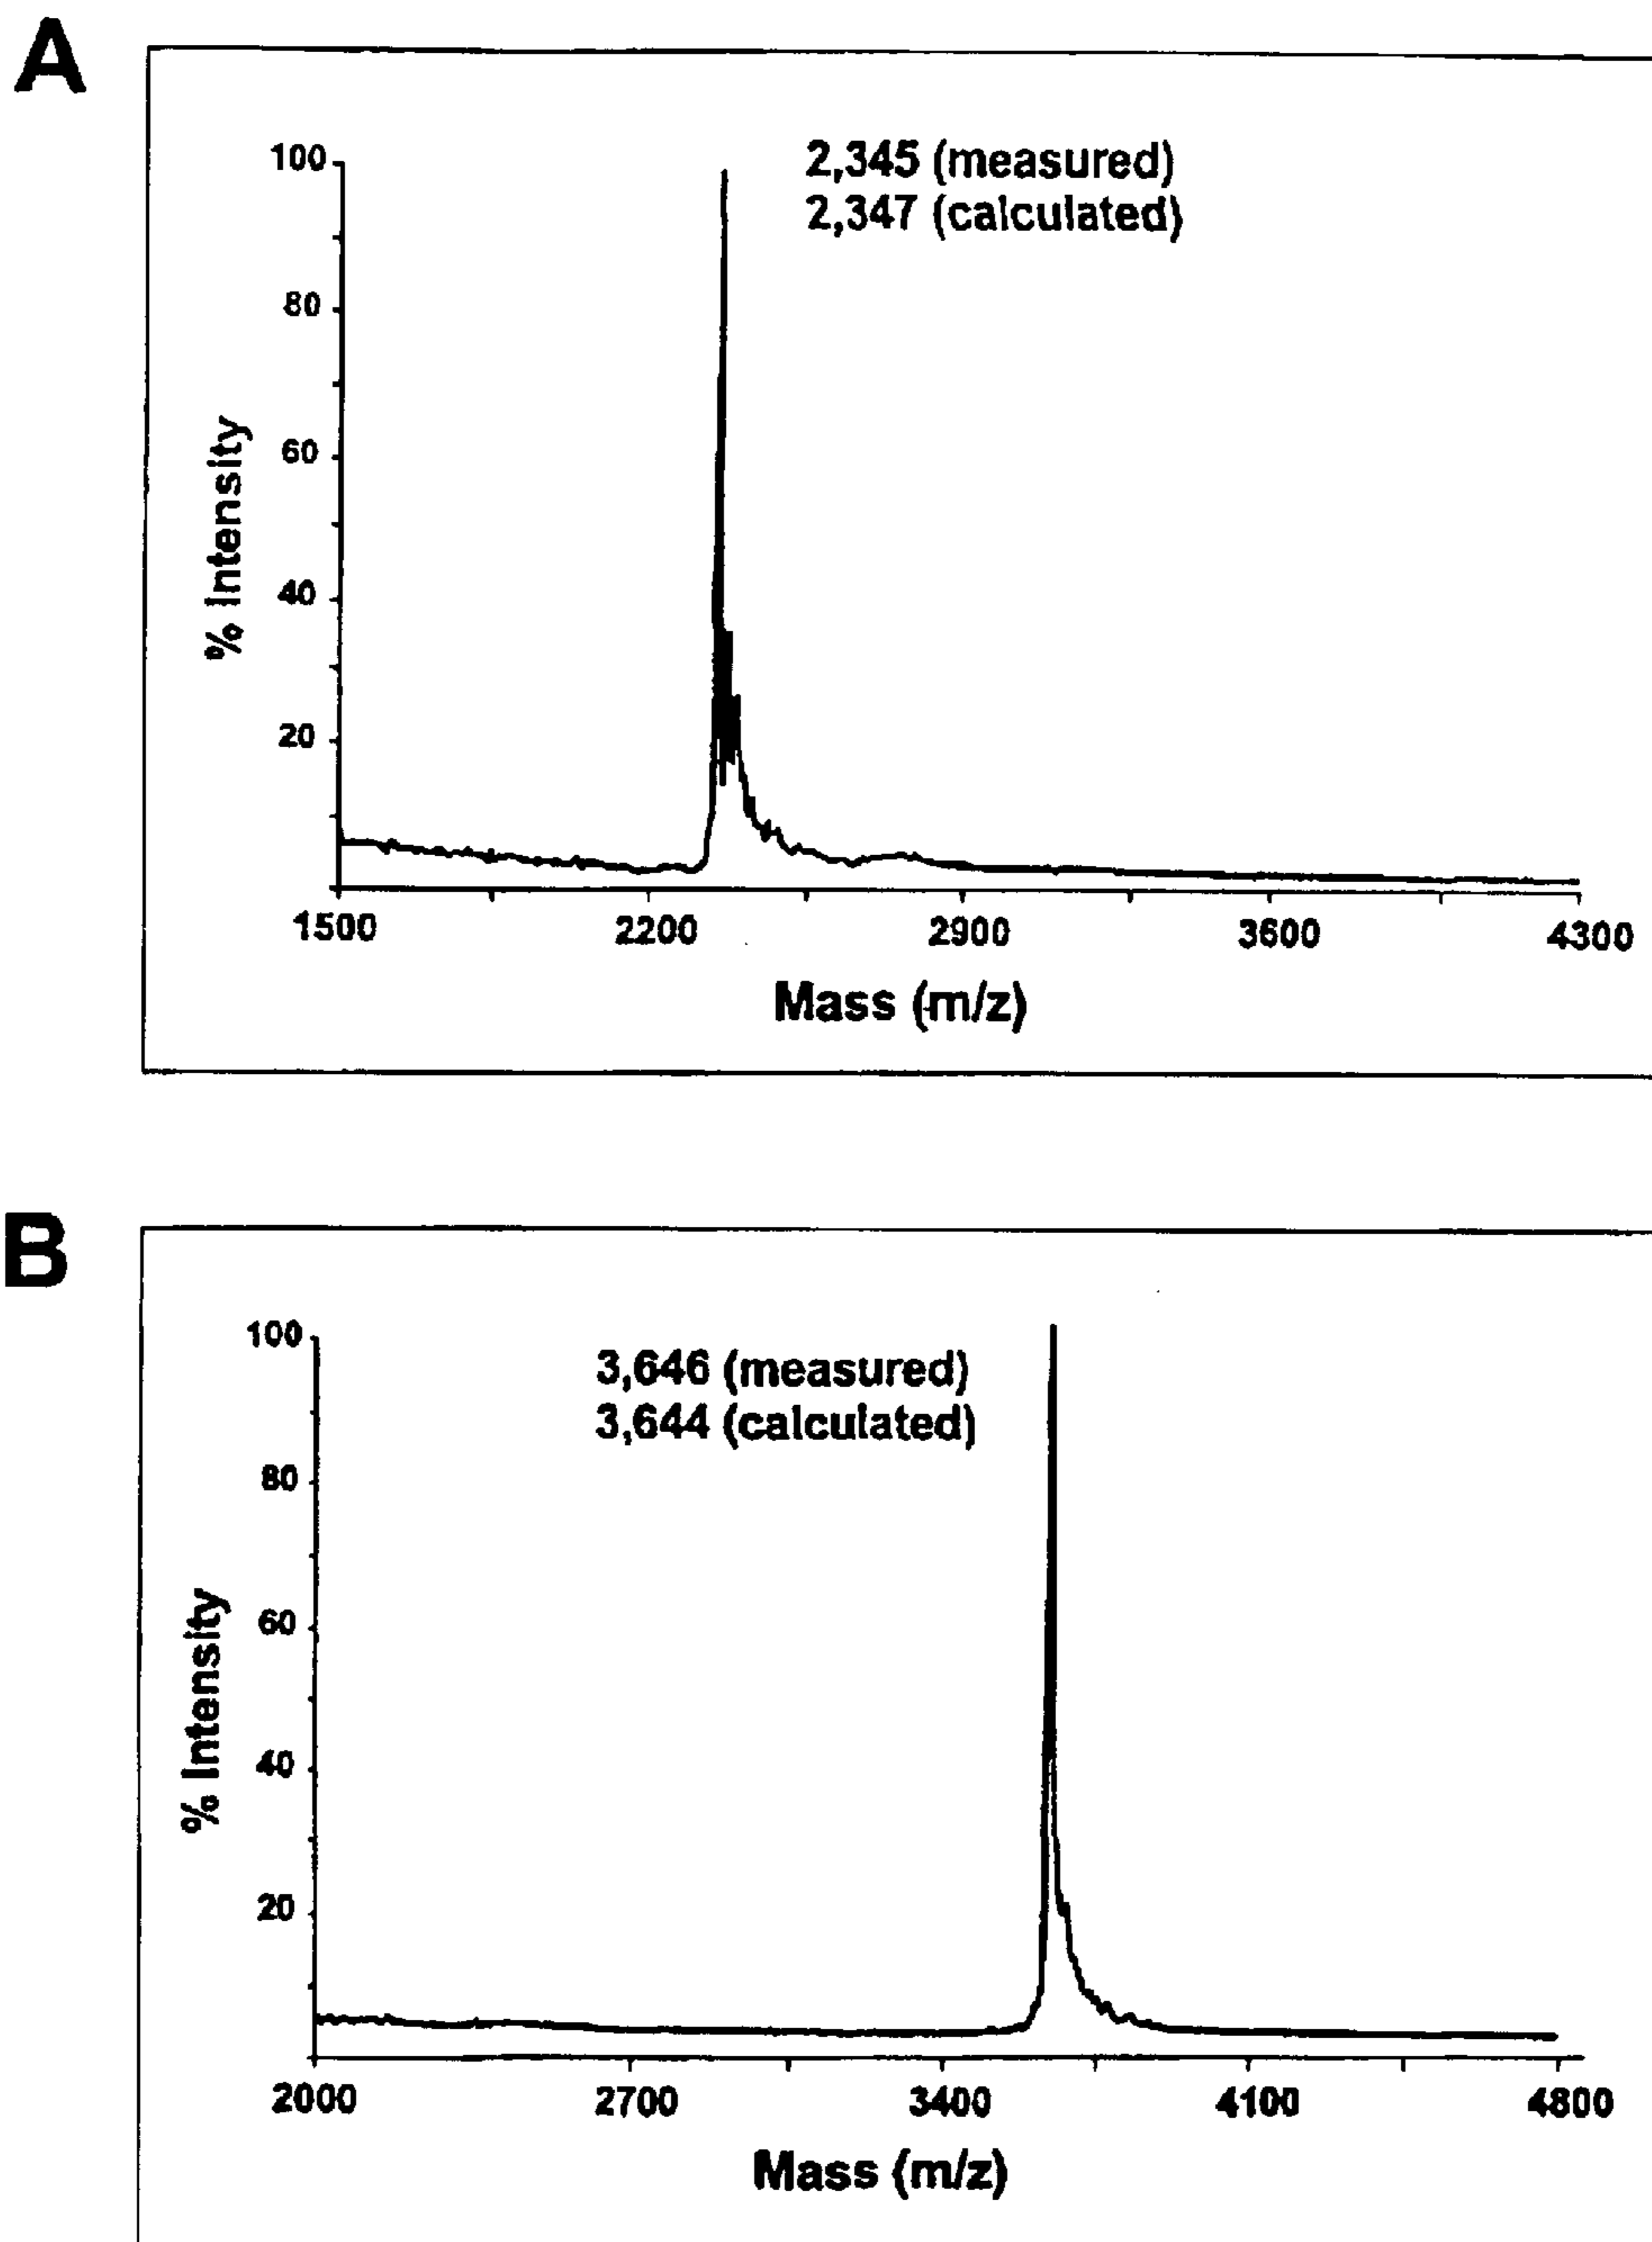 A
2,345 (measured)
2,347 (calculated)
100
80
60
40
20
% Intensity
1500 2200 2900 3600 4300
Mass (m/z)
B
3,646 (measured)
3,644 (calculated)
100
80
60
40
20
% Intensity
2000 2700 3400 4100 4800
Mass (m/z)